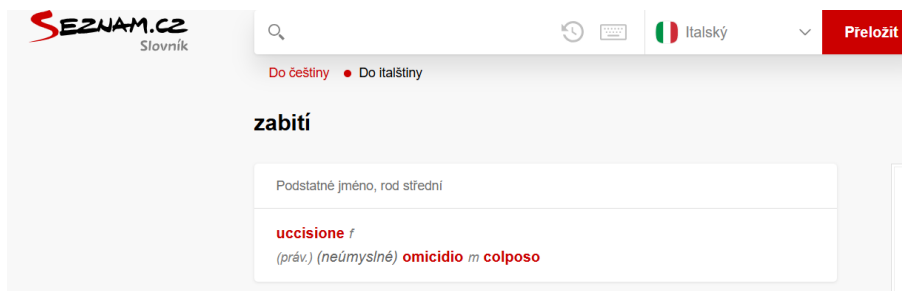 SEZNAM.CZ
Slovník
Italský
Přeložit
Do češtiny • Do italštiny
zabití
Podstatné jméno, rod střední
uccisione f
(práv.) (neúmyslné) omicidio m colposo